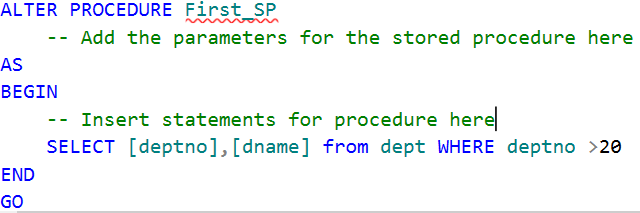 ALTER PROCEDURE First_SP
-- Add the parameters for the stored procedure here
AS
BEGIN
-- Insert statements for procedure here
SELECT [deptno],[dname] from dept WHERE deptno >20
END
GO